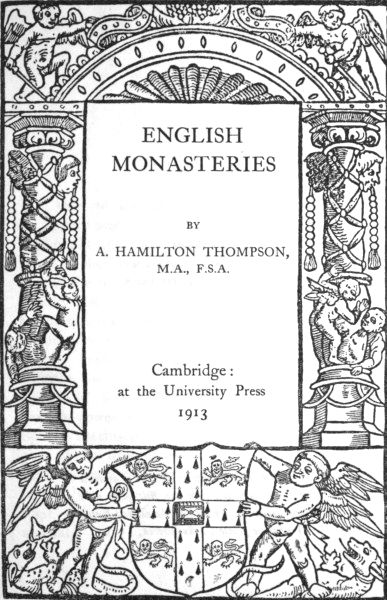 ENGLISH
MONASTERIES
BY
A. HAMILTON THOMPSON,
M.A., F.S.A.
Cambridge:
at the University Press
1913